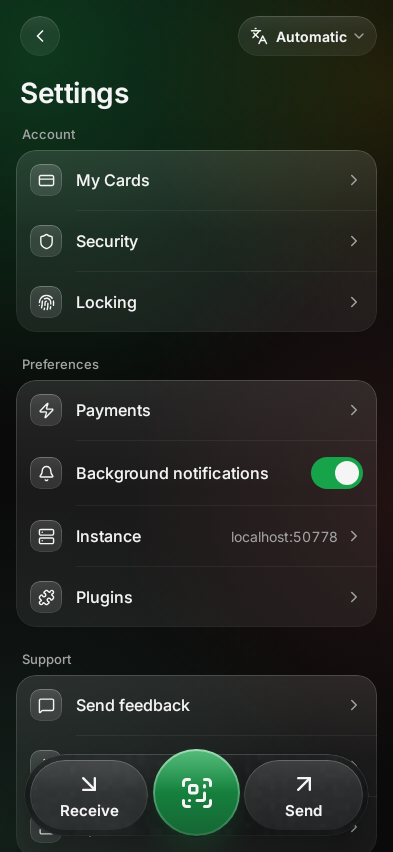 Automatic
Settings
Account
My Cards
Security
Locking
Preferences
Payments
Background notifications
Instance
localhost:50778
Plugins
Support
Send feedback
Receive
Send